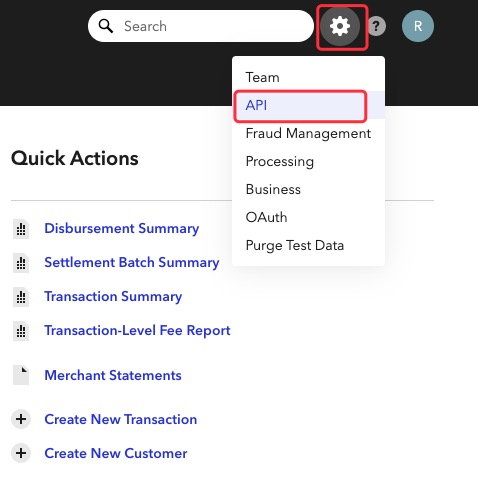 Search
?
R
Team
API
Fraud Management
Processing
Business
OAuth
Purge Test Data
Quick Actions
Disbursement Summary
Settlement Batch Summary
Transaction Summary
Transaction-Level Fee Report
Merchant Statements
Create New Transaction
Create New Customer